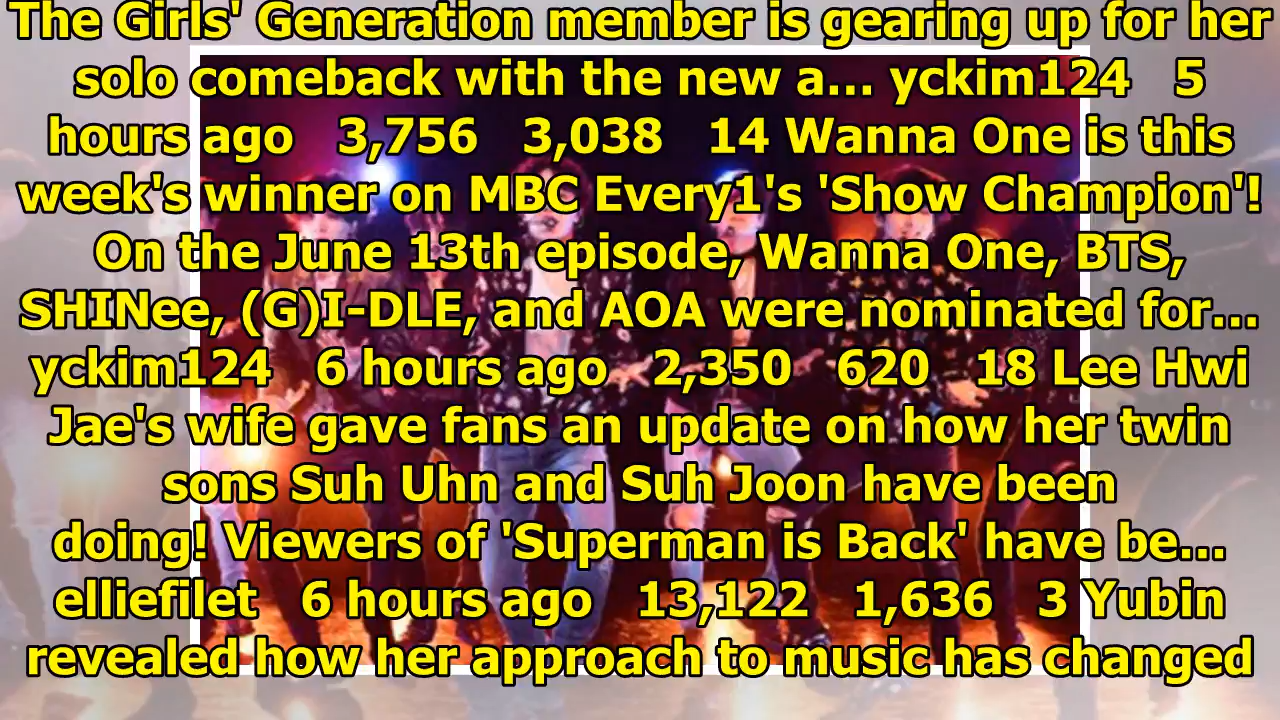 The Girls' Generation member is gearing up for her
solo comeback with the new a... yckim124 5
hours ago 3,756 3,038 14 Wanna One is this
week's winner on MBC Every1's 'Show Champion'!
On the June 13th episode, Wanna One, BTS,
SHINee, (G)I-DLE, and AOA were nominated for...
yckim124 6 hours ago 2,350 620 18 Lee Hwi
Jae's wife gave fans an update on how her twin
sons Suh Uhn and Suh Joon have been
doing! Viewers of 'Superman is Back' have be...
elliefilet 6 hours ago 13,122 1,636 3 Yubin
revealed how her approach to music has changed